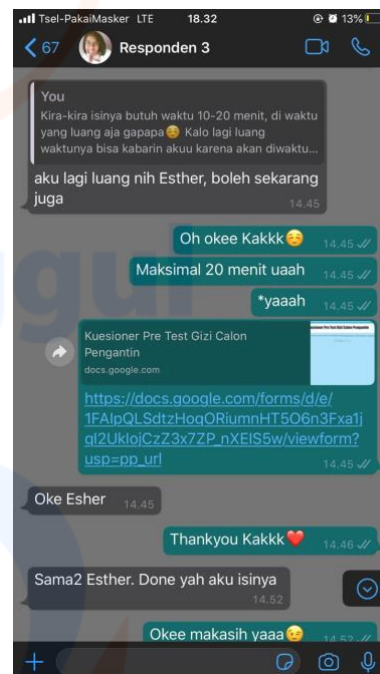 Tsel-PakaiMasker LTE 18.32 13%
67 Responden 3
You
Kira-kira isinya butuh waktu 10-20 menit, di waktu
yang luang aja gapapa☺️ Kalo lagi luang
waktunya bisa kabarin akuu karena akan diwaktu...
aku lagi luang nih Esther, boleh sekarang
juga
14.45
Oh okee Kakkk☺️ 14.45
Maksimal 20 menit uaah 14.45
*yaaah 14.45
Kuesioner Pre Test Gizi Calon
Pengantin
docs.google.com
https://docs.google.com/forms/d/e/
1FAIpQLSdtzHoqORiumnHT5O6n3Fxa1j
qI2UklojCzZ3x7ZP_nXEIS5w/viewform?
usp=pp_url
14.45
Oke Esher 14.45
Thankyou Kakkk❤️ 14.46
Sama2 Esther. Done yah aku isinya
14.52
Okee makasih yaaa😉 14.52